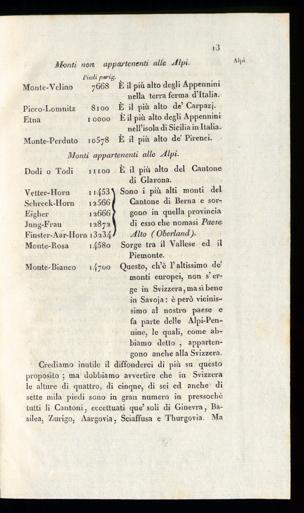 13
Monti non appartenenti alle Alpi.
Alpi
Piedi parig.
Monte-Velino 7668 È il più alto degli Appennini
nella terra ferma d'Italia.
Picco-Lomnitz 8100 È il più alto de' Carpazj.
Etna 10000 È il più alto degli Appennini
nell'isola di Sicilia in Italia.
Monte-Perduto 10578 È il più alto de' Pirenei.
Monti appartenenti alle Alpi.
Dodi o Todi 11100 È il più alto del Cantone
di Glarona.
Vetter-Horn 11453 Sono i più alti monti del
Schreck-Horn 12566 Cantone di Berna e sor-
Eigher 12666 gono in quella provincia
Jung-Frau 12872 di esso che nomasi Paese
Finster-Aar-Horn 13234 Alto (Oberland).
Monte-Rosa 14580 Sorge tra il Vallese ed il
Piemonte.
Monte-Bianco 14700 Questo, ch'è l'altissimo de'
monti europei, non s'er-
ge in Svizzera, ma sì bene
in Savoja: è però vicinis-
simo al nostro paese e
fa parte delle Alpi-Pen-
nine, le quali, come ab-
biamo detto, apparten-
gono anche alla Svizzera.
Crediamo inutile il diffonderci di più su questo
proposito; ma dobbiamo avvertire che in Svizzera
le alture di quattro, di cinque, di sei ed anche di
sette mila piedi sono in gran numero in pressochè
tutti li Cantoni, eccettuati que' soli di Ginevra, Ba-
silea, Zurigo, Aargovia, Sciaffusa e Thurgovia. Ma